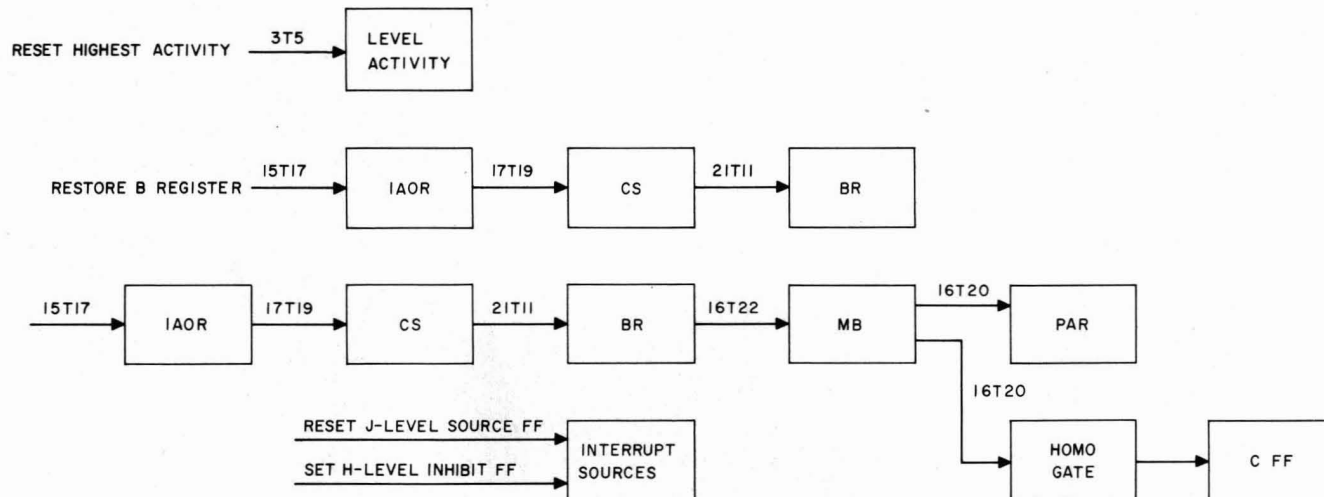 RESET HIGHEST ACTIVITY
3T5
LEVEL
ACTIVITY
RESTORE B REGISTER
15T17
IAOR
17T19
CS
21T11
BR
15T17
IAOR
17T19
CS
21T11
BR
16T22
MB
16T20
PAR
16T20
RESET J-LEVEL SOURCE FF
SET H-LEVEL INHIBIT FF
INTERRUPT
SOURCES
HOMO
GATE
C FF